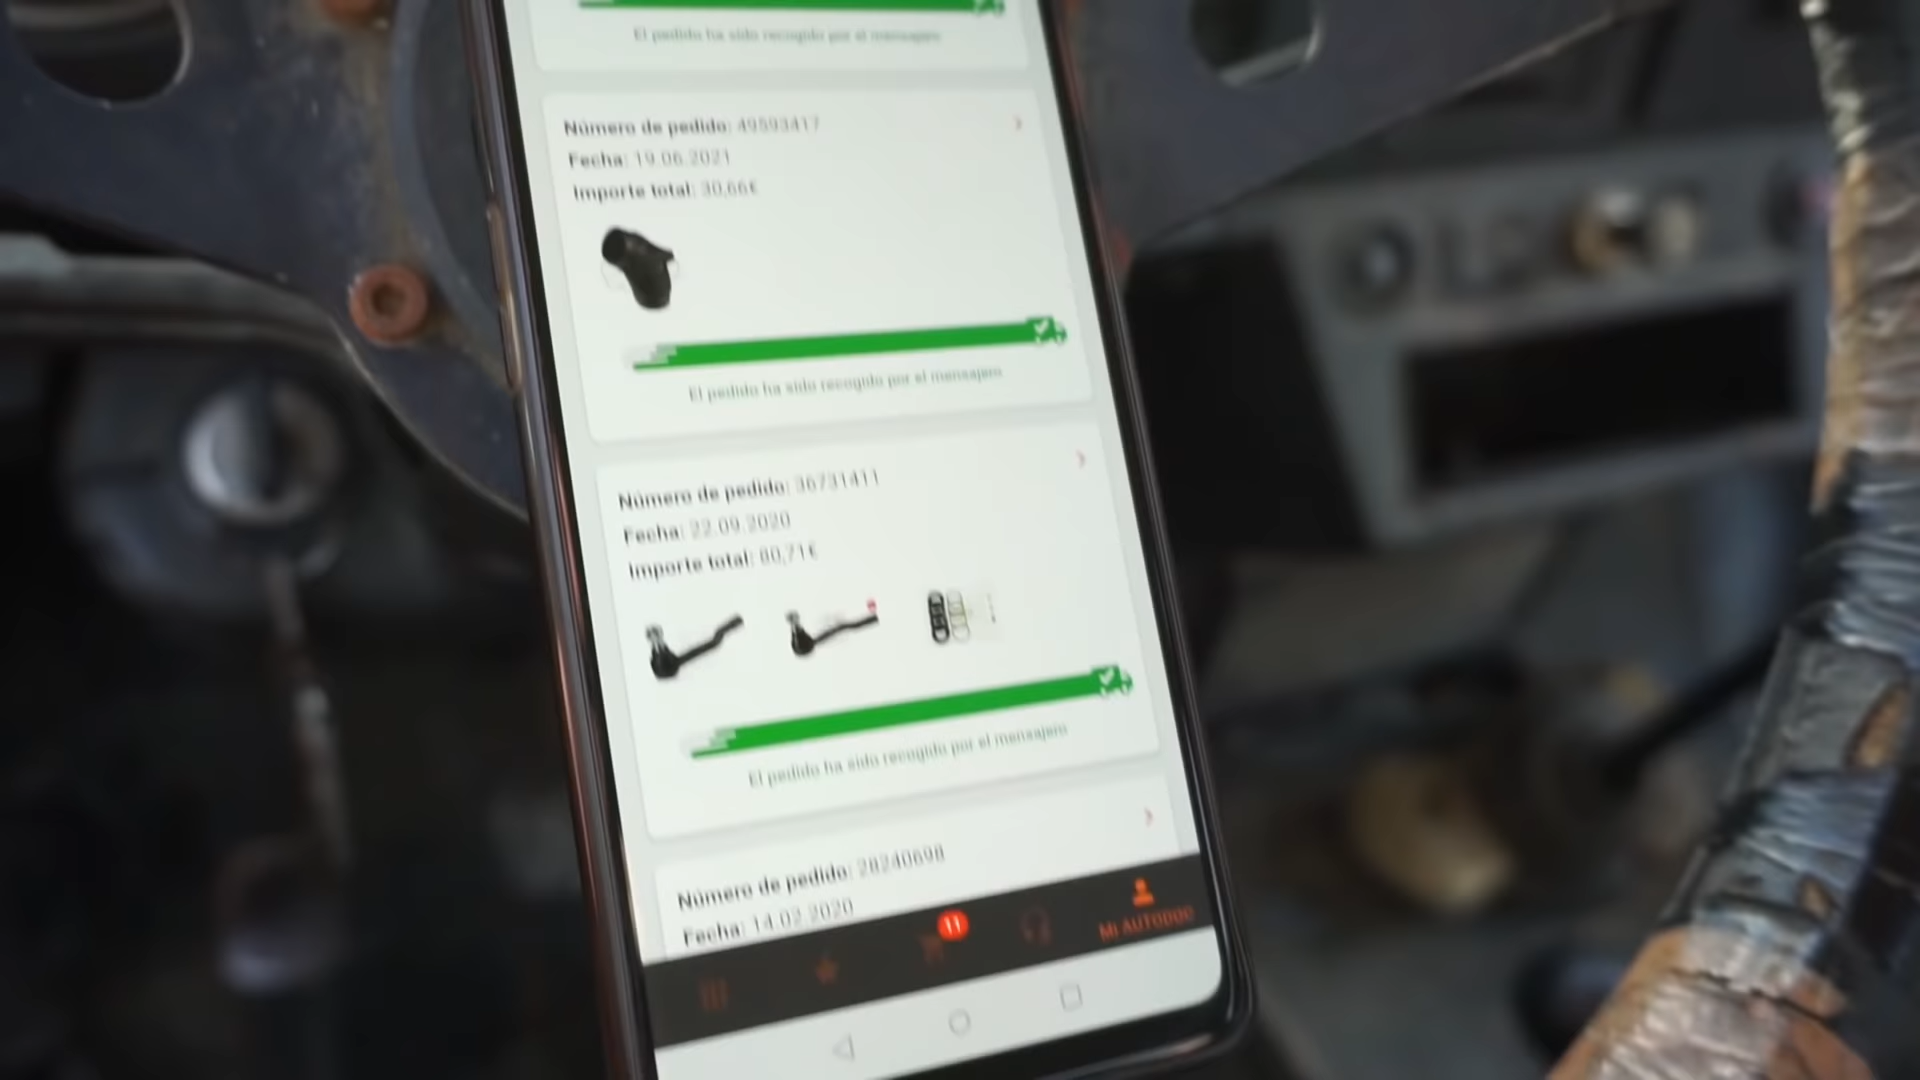 El pedido ha sido recogido por el mensajero
Número de pedido: 49593417
Fecha: 19.06.2021
Importe total: 30,66€
El pedido ha sido recogido por el mensajero
Número de pedido: 36731411
Fecha: 22.09.2020
Importe total: 80,71€
El pedido ha sido recogido por el mensajero
Número de pedido: 28240698
Fecha: 14.02.2020
11
MI AUTODOC